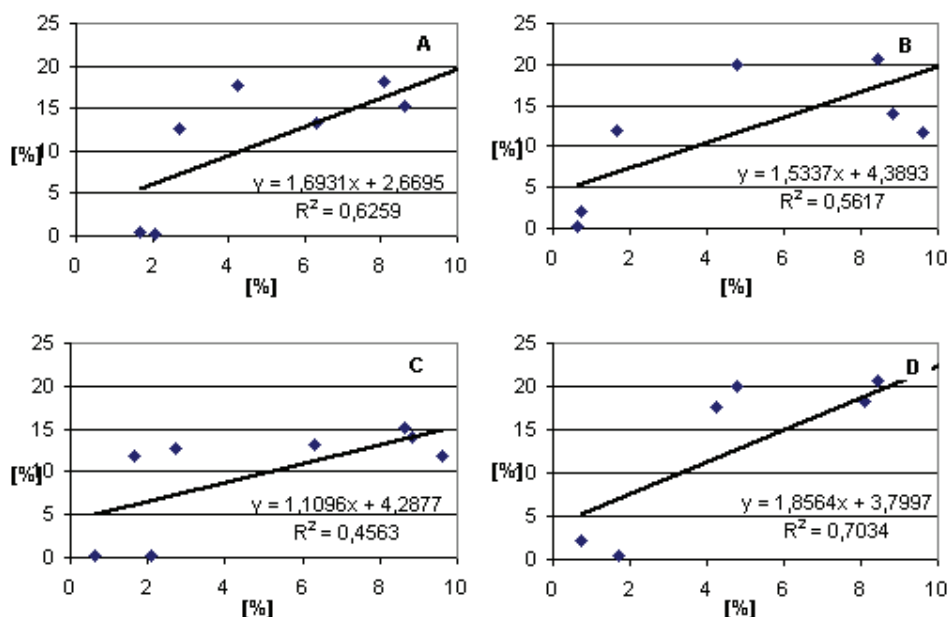 25
A
20
15
[%]
10
y = 1,6931x + 2,6695
5
R² = 0,6259
0
0 2 4 6 8 10
[%]
25
B
20
15
[%]
10
y = 1,5337x + 4,3893
5
R² = 0,5617
0
0 2 4 6 8 10
[%]
25
C
20
15
[%]
10
y = 1,1096x + 4,2877
5
R² = 0,4563
0
0 2 4 6 8 10
[%]
25
D
20
15
[%]
10
y = 1,8564x + 3,7997
5
R² = 0,7034
0
0 2 4 6 8 10
[%]